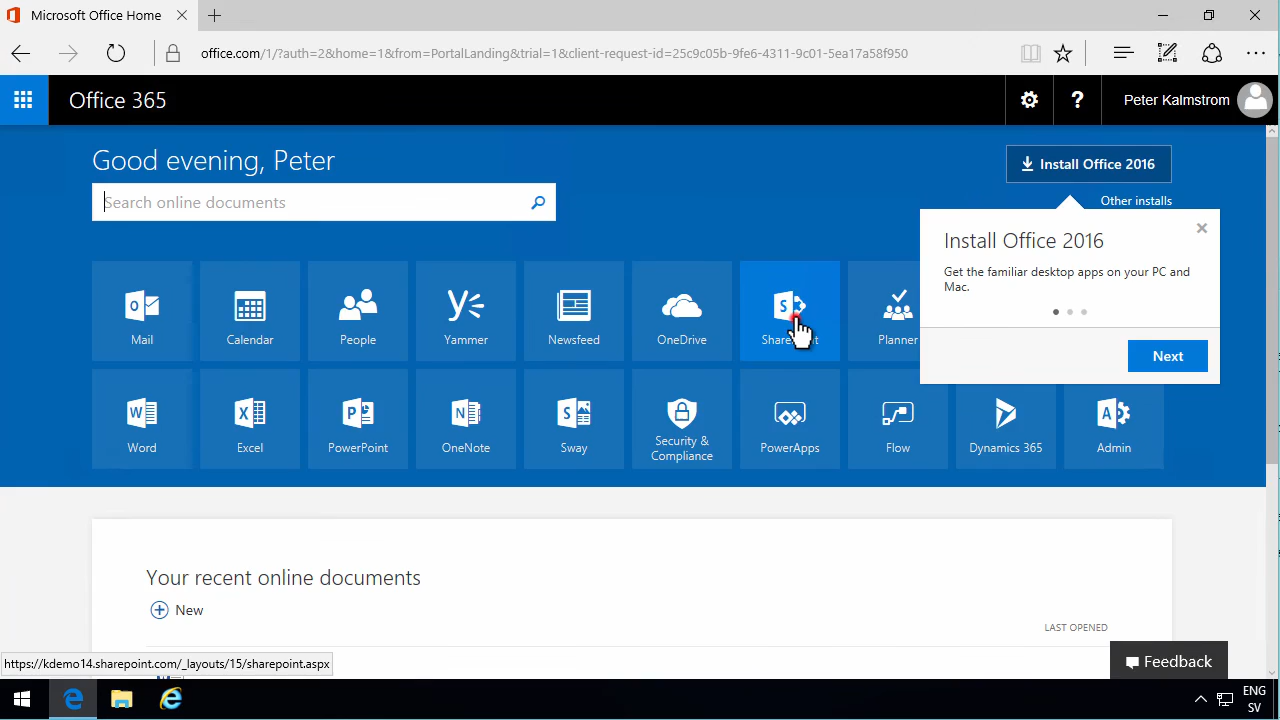 Microsoft Office Home
office.com/1/?auth=2&home=1&from=PortalLanding&trial=1&client-request-id=25c9c05b-9fe6-4311-9c01-5ea17a58f950
Office 365
?
Peter Kalmstrom
Good evening, Peter
Install Office 2016
Search online documents
Other installs
Install Office 2016
Get the familiar desktop apps on your PC and
Mac.
Next
Mail
Calendar
People
Yammer
Newsfeed
OneDrive
Planner
Word
Excel
PowerPoint
OneNote
Sway
Security &
Compliance
PowerApps
Flow
Dynamics 365
Admin
Your recent online documents
New
LAST OPENED
https://kdemo14.sharepoint.com/_layouts/15/sharepoint.aspx
Feedback
ENG
SV